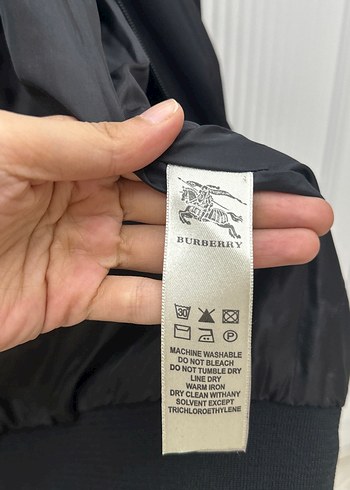 BURBERRY
30
P
MACHINE WASHABLE
DO NOT BLEACH
DO NOT TUMBLE DRY
LINE DRY
WARM IRON
DRY CLEAN WITHANY
SOLVENT EXCEPT
TRICHLOROETHYLENE